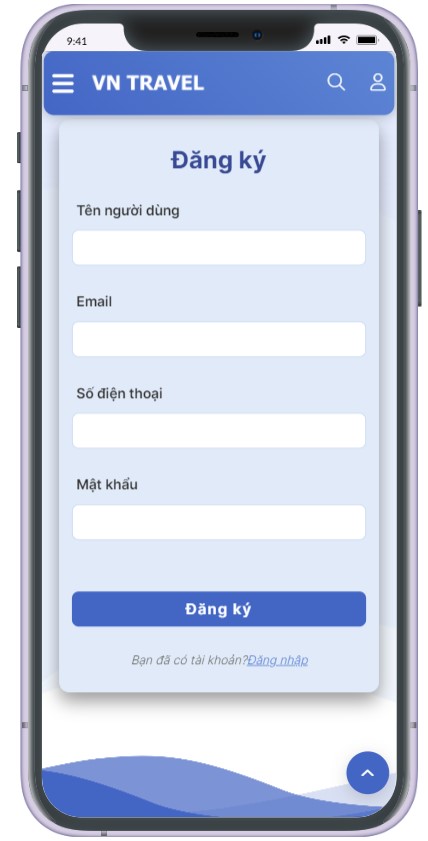 9:41
VN TRAVEL
Đăng ký
Tên người dùng
Email
Số điện thoại
Mật khẩu
Đăng ký
Bạn đã có tài khoản?Đăng nhập